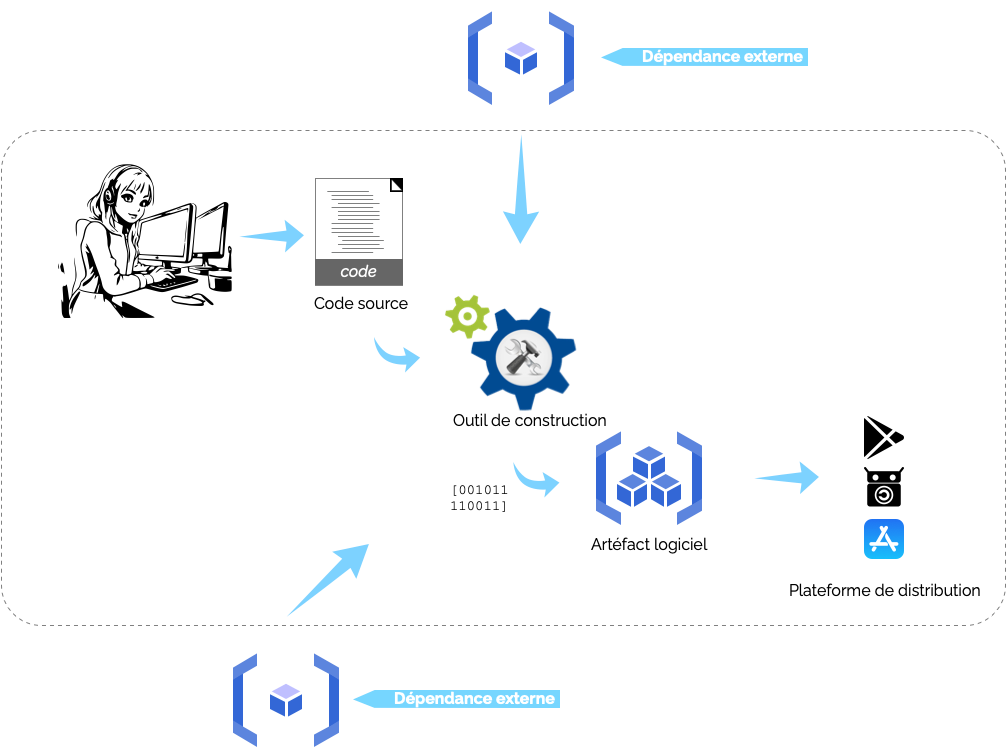 Dépendance externe
code
Code source
Outil de construction
[001011
110011]
Artéfact logiciel
Plateforme de distribution
Dépendance externe